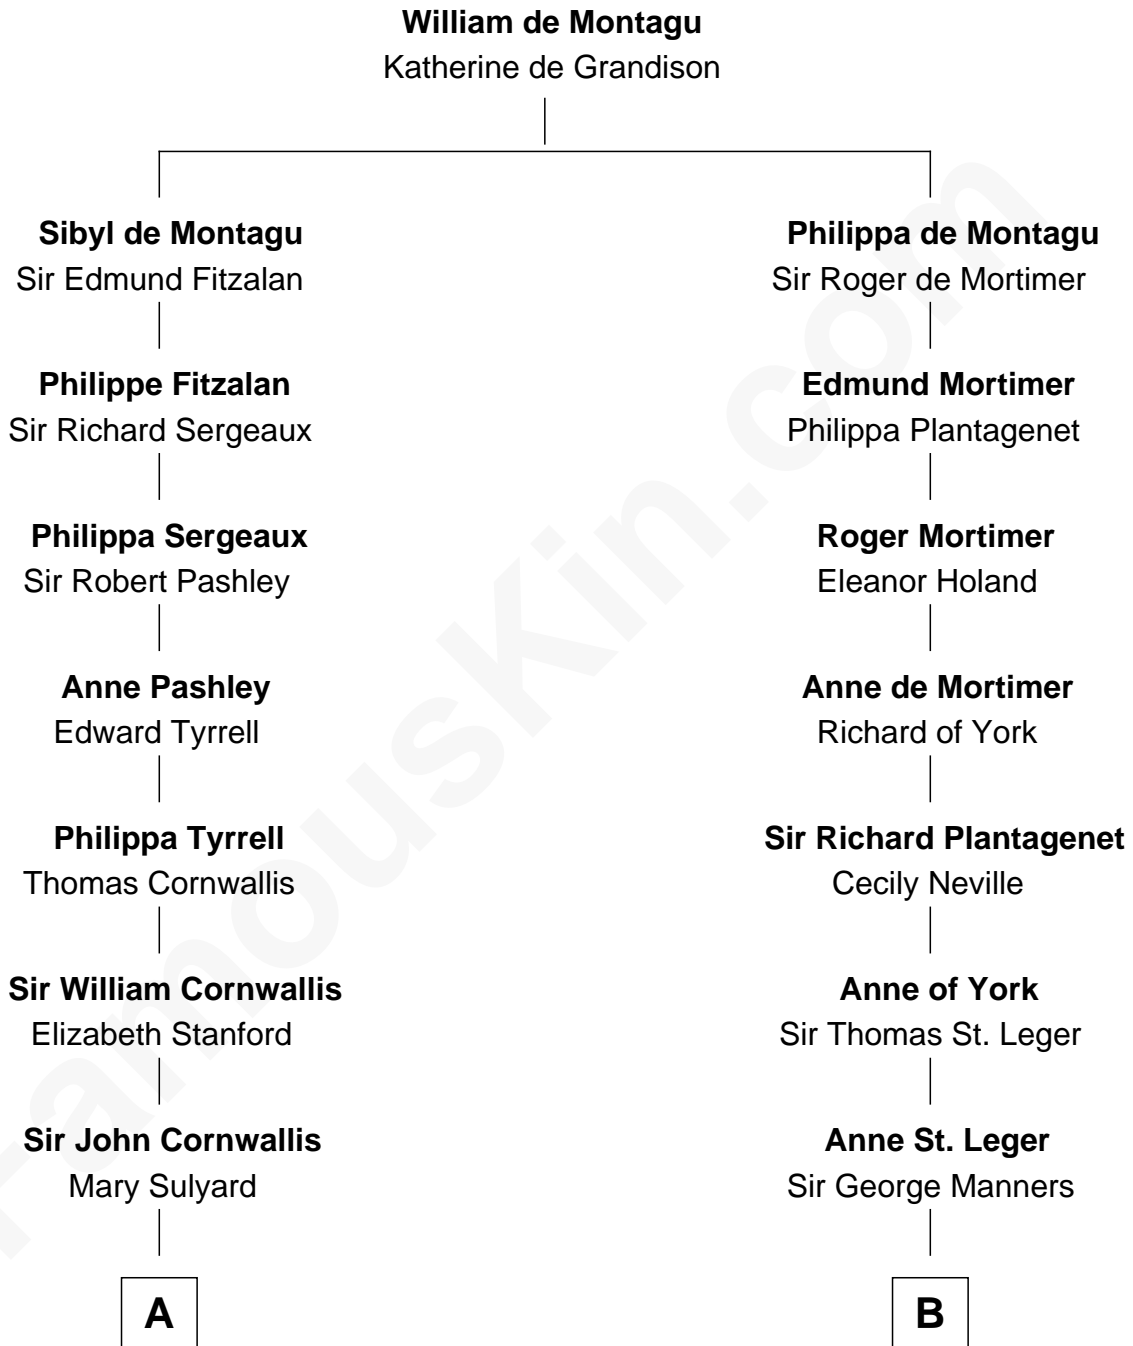 William de Montagu
Katherine de Grandison
Sibyl de Montagu
Sir Edmund Fitzalan
Philippe Fitzalan
Sir Richard Sergeaux
Philippa Sergeaux
Sir Robert Pashley
Anne Pashley
Edward Tyrrell
Philippa Tyrrell
Thomas Cornwallis
Sir William Cornwallis
Elizabeth Stanford
Sir John Cornwallis
Mary Sulyard
A
Philippa de Montagu
Sir Roger de Mortimer
Edmund Mortimer
Philippa Plantagenet
Roger Mortimer
Eleanor Holand
Anne de Mortimer
Richard of York
Sir Richard Plantagenet
Cecily Neville
Anne of York
Sir Thomas St. Leger
Anne St. Leger
Sir George Manners
B
FamousKin.com